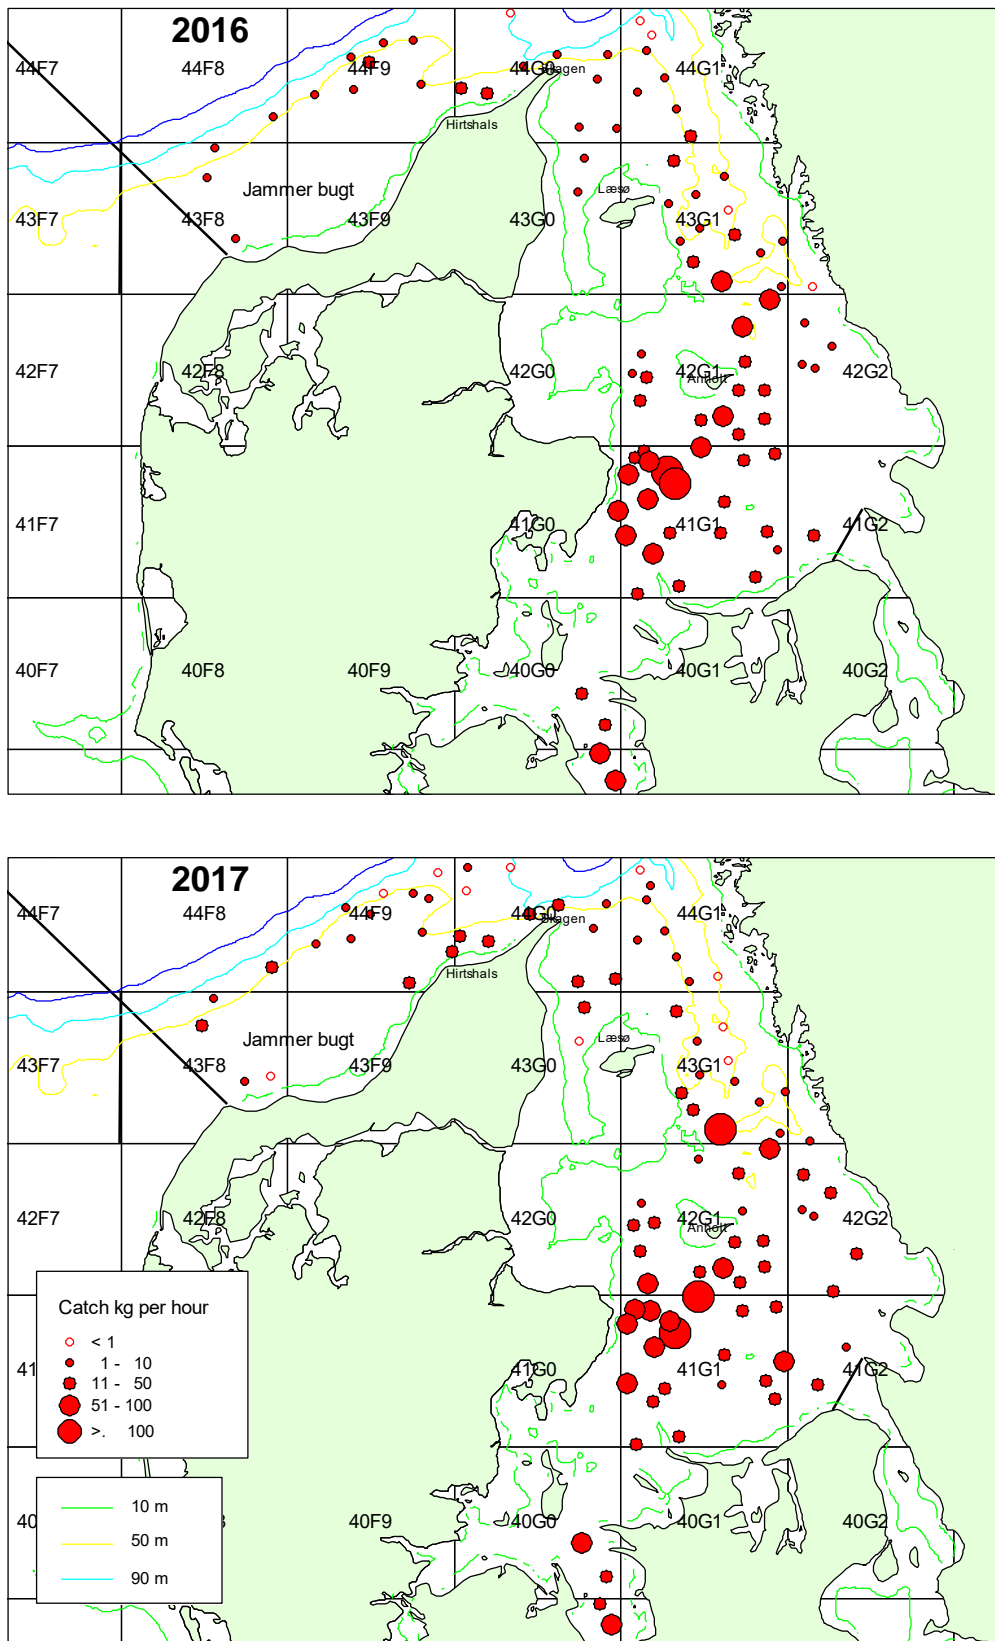 2016
44F7 44F8 44F9 44G0 Skagen 44G1
Hirtshals
Jammer bugt
Læsø
43F7 43F8 43F9 43G0 43G1
42F7 42F8 42G0 42G1 42G2
Anholt
41F7 41G0 41G1 41G2
40F7 40F8 40F9 40G0 40G1 40G2
2017
44F7 44F8 44F9 44G0 Skagen 44G1
Hirtshals
Jammer bugt
Læsø
43F7 43F8 43F9 43G0 43G1
42F7 42F8 42G0 42G1 42G2
Anholt
Catch kg per hour
< 1
1 - 10
11 - 50
51 - 100
>. 100
41 41G0 41G1 41G2
10 m
50 m
90 m
40 40F9 40G0 40G1 40G2